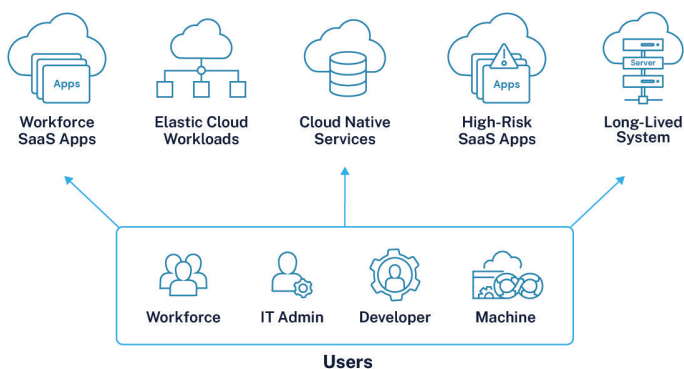 Apps
Apps
Server
Workforce
SaaS Apps
Elastic Cloud
Workloads
Cloud Native
Services
High-Risk
SaaS Apps
Long-Lived
System
Workforce
IT Admin
Developer
Machine
Users